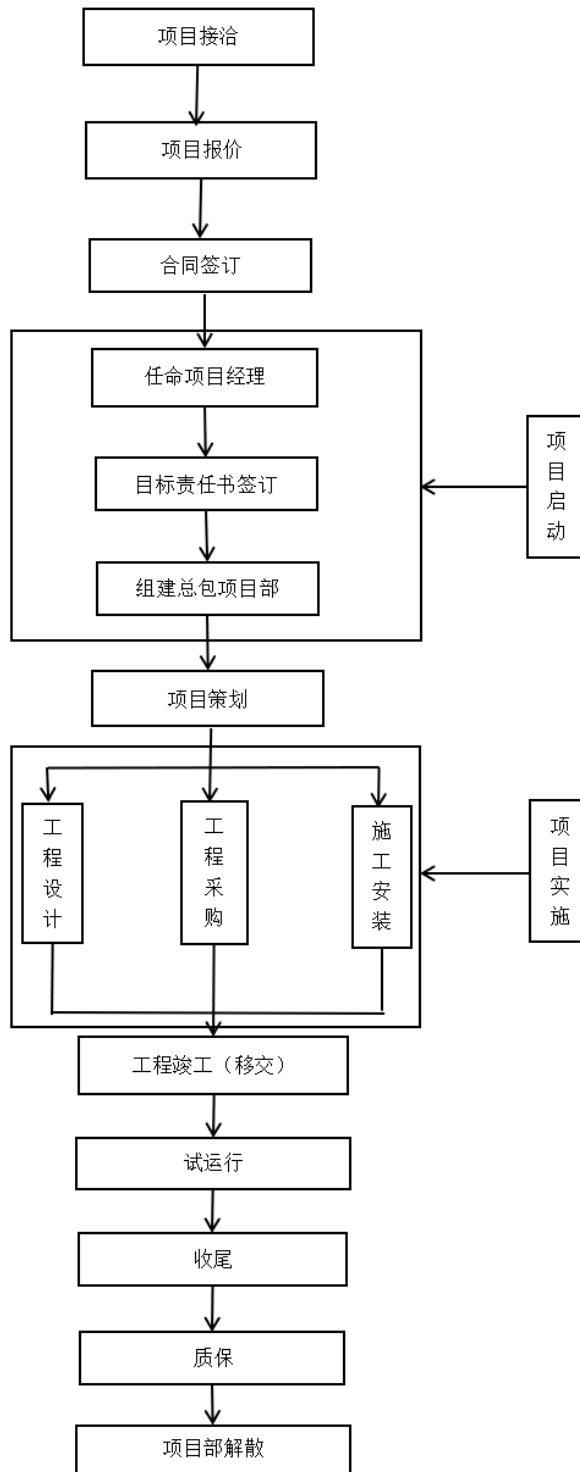 项目接洽
项目报价
合同签订
任命项目经理
目标责任书签订
组建总包项目部
项目启动
项目策划
工程设计
工程采购
施工安装
项目实施
工程竣工（移交）
试运行
收尾
质保
项目部解散